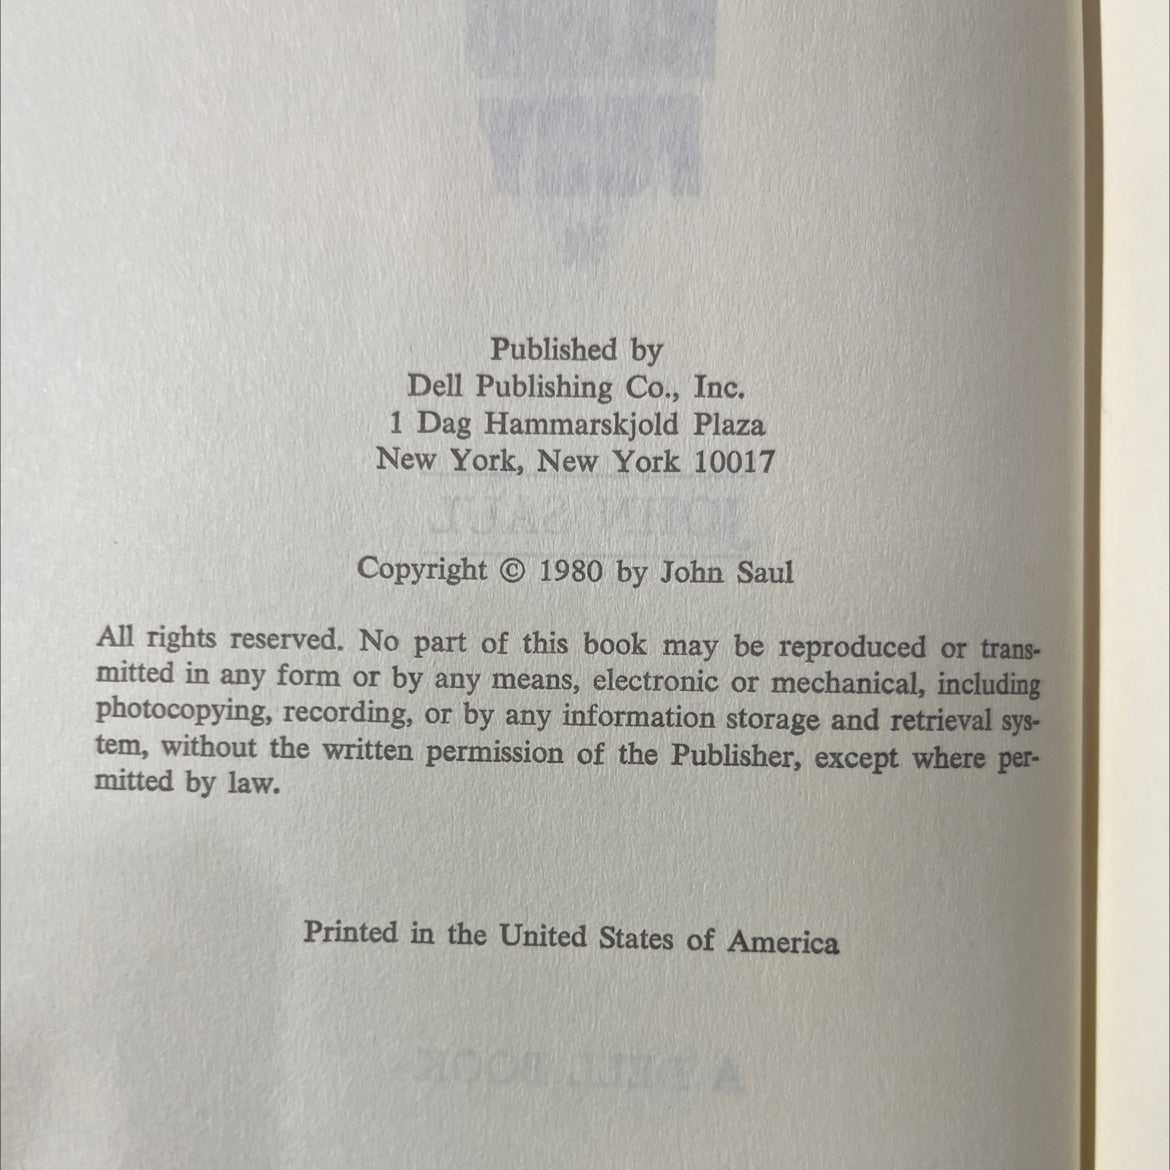 Published by
Dell Publishing Co., Inc.
1 Dag Hammarskjold Plaza
New York, New York 10017
JOHN SAUL
Copyright © 1980 by John Saul
All rights reserved. No part of this book may be reproduced or trans-
mitted in any form or by any means, electronic or mechanical, including
photocopying, recording, or by any information storage and retrieval sys-
tem, without the written permission of the Publisher, except where per-
mitted by law.
Printed in the United States of America
A DELL BOOK